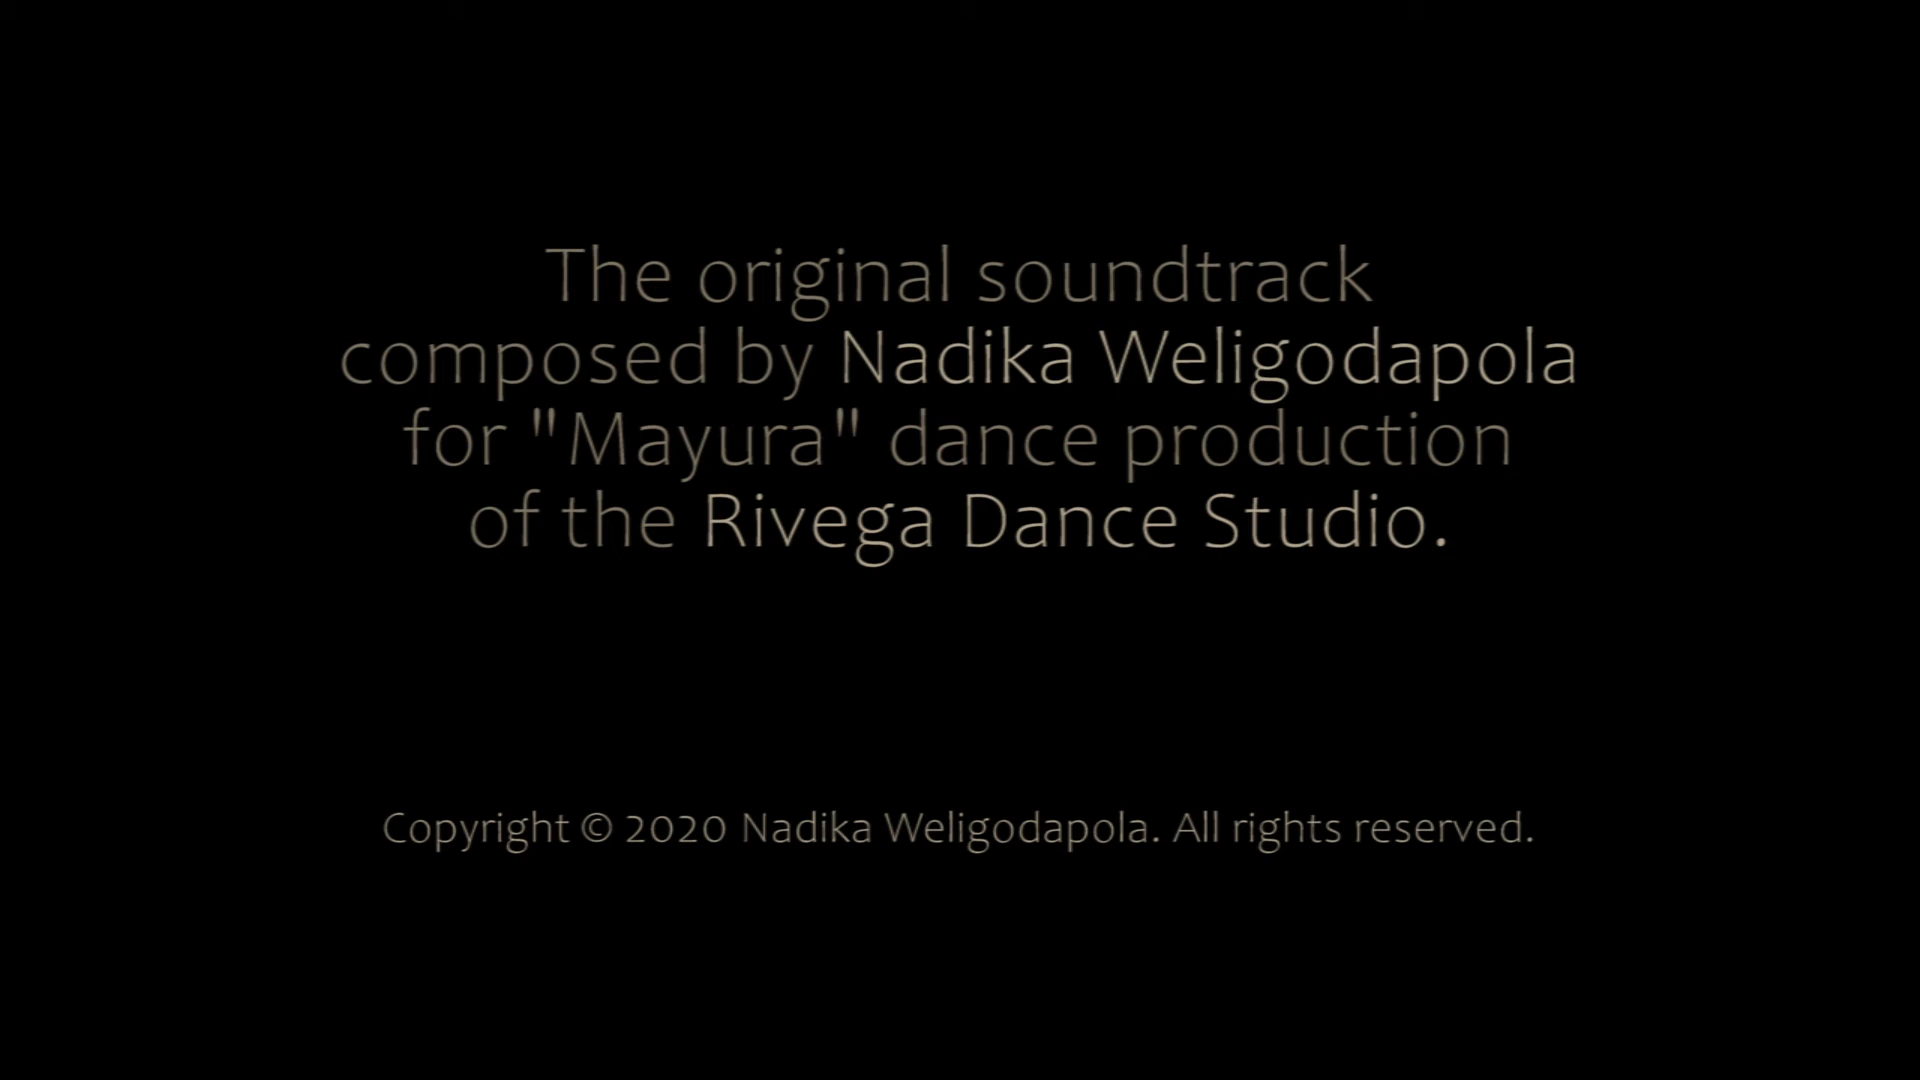 The original soundtrack
composed by Nadika Weligodapola
for "Mayura" dance production
of the Rivega Dance Studio.
Copyright © 2020 Nadika Weligodapola. All rights reserved.